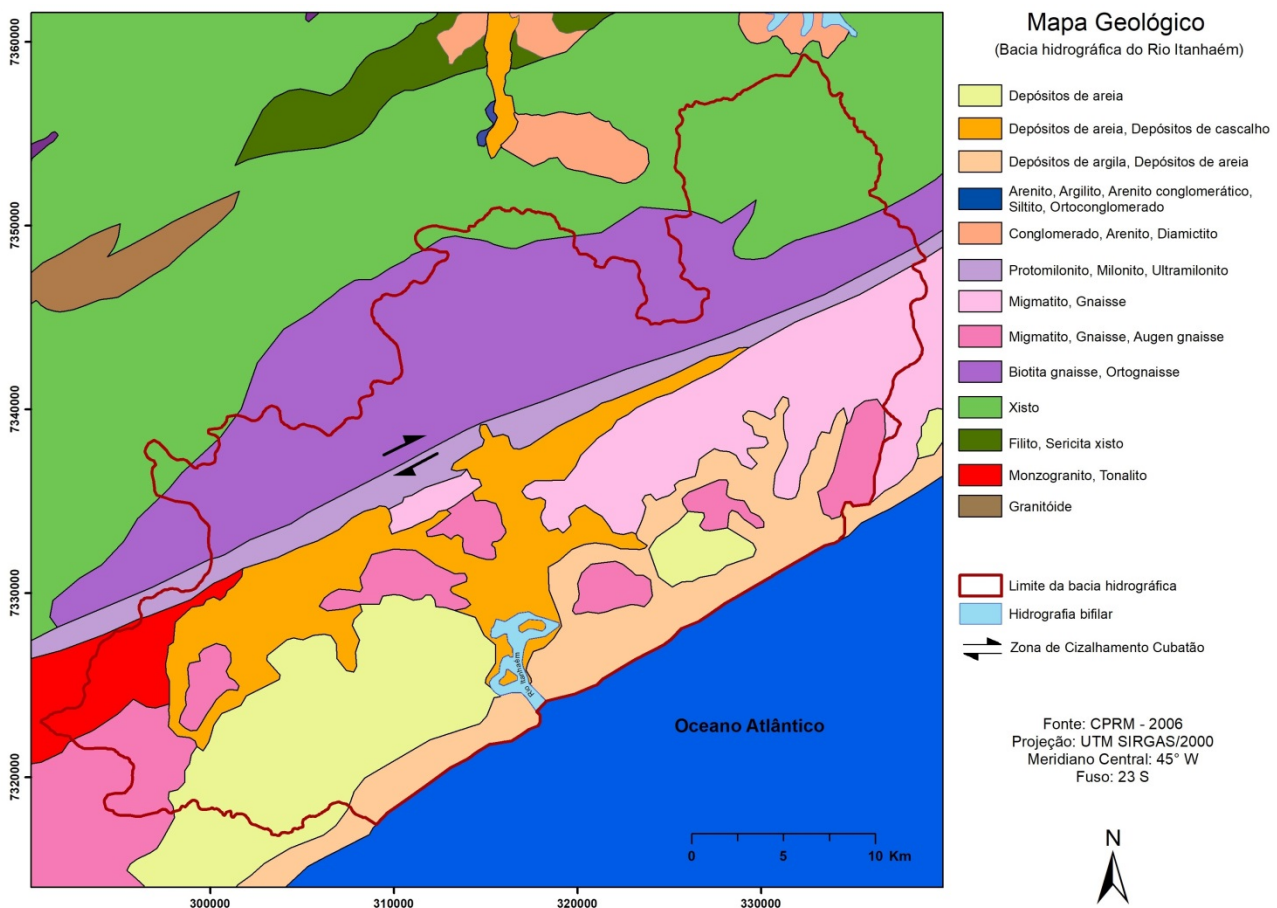 Mapa Geológico
(Bacia hidrográfica do Rio Itanhaém)
Depósitos de areia
Depósitos de areia, Depósitos de cascalho
Depósitos de argila, Depósitos de areia
Arenito, Argilito, Arenito conglomerático,
Siltito, Ortoconglomerado
Conglomerado, Arenito, Diamictito
Protomilonito, Milonito, Ultramilonito
Migmatito, Gnaisse
Migmatito, Gnaisse, Augen gnaisse
Biotita gnaisse, Ortognaisse
Xisto
Filito, Sericita xisto
Monzogranito, Tonalito
Granitóide
Limite da bacia hidrográfica
Hidrografia bifilar
Zona de Cizalhamento Cubatão
Fonte: CPRM - 2006
Projeção: UTM SIRGAS/2000
Meridiano Central: 45° W
Fuso: 23 S
N
7360000
7350000
7340000
7330000
7320000
Rio Itanhaém
Oceano Atlântico
0 5 10 Km
300000 310000 320000 330000